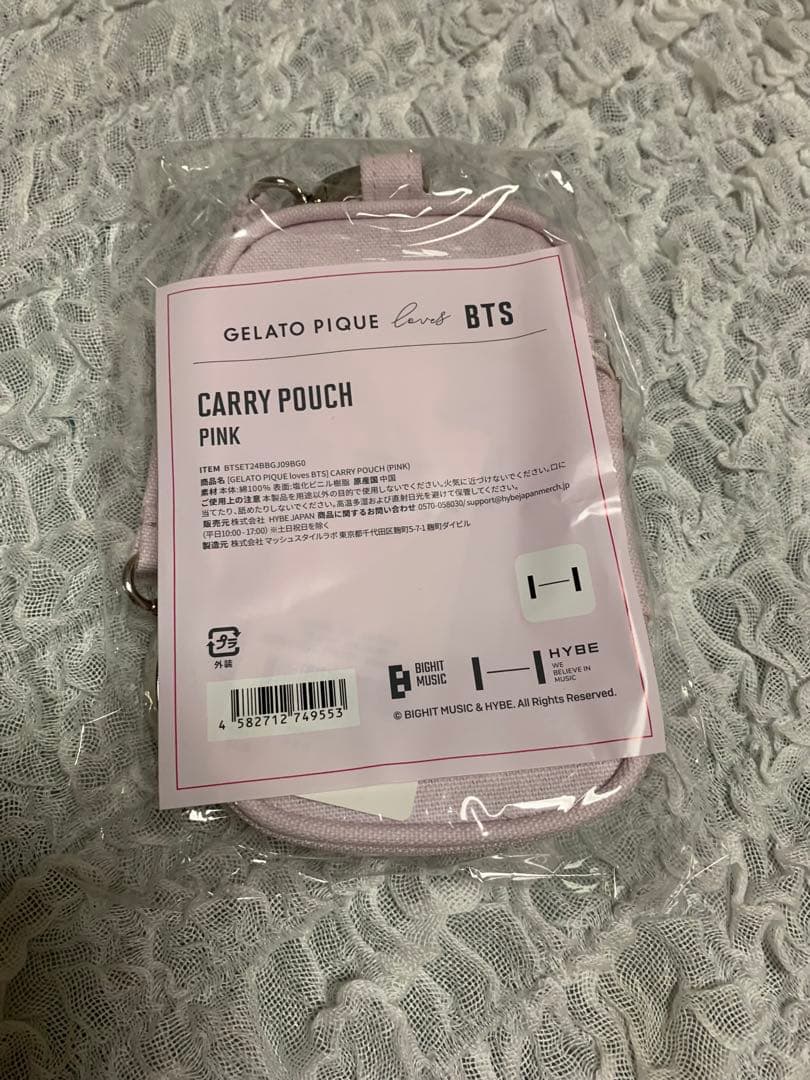 GELATO PIQUE loves BTS
CARRY POUCH
PINK
ITEM BTSET24BBGJ09BG0
商品名 [GELATO PIQUE loves BTS] CARRY POUCH (PINK)
素材 本体:綿100% 表面:塩化ビニル樹脂 原産国 中国
ご使用上の注意 本製品を用途以外の目的で使用しないでください。火気に近づけないでください。口に
当てたり、舐めたりしないでください。高温多湿および直射日光を避けて保管してください。
販売元 株式会社 HYBE JAPAN 商品に関するお問い合わせ 0570-058030/ support@hybejapanmerch.jp
(平日10:00 - 17:00) ※土日祝日を除く
製造元 株式会社 マッシュスタイルラボ 東京都千代田区麹町5-7-1 麹町ダイビル
プラ
外装
BIGHIT
MUSIC
HYBE
WE
BELIEVE IN
MUSIC
4 582712 749553
© BIGHIT MUSIC & HYBE. All Rights Reserved.